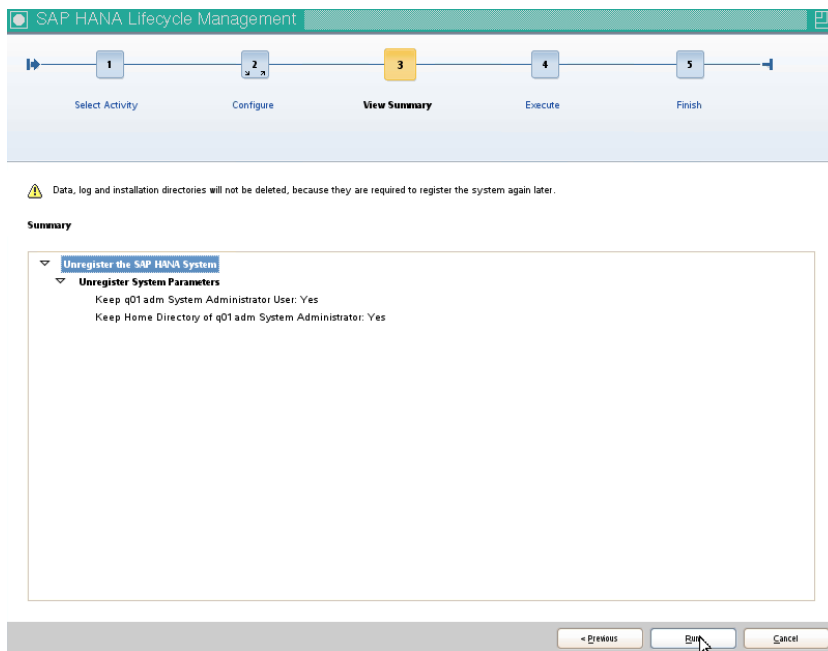 SAP HANA Lifecycle Management
1 2 3 4 5
Select Activity Configure View Summary Execute Finish
Data, log and installation directories will not be deleted, because they are required to register the system again later.
Summary
Unregister the SAP HANA System
Unregister System Parameters
Keep q01adm System Administrator User: Yes
Keep Home Directory of q01adm System Administrator: Yes
< Previous Run Cancel